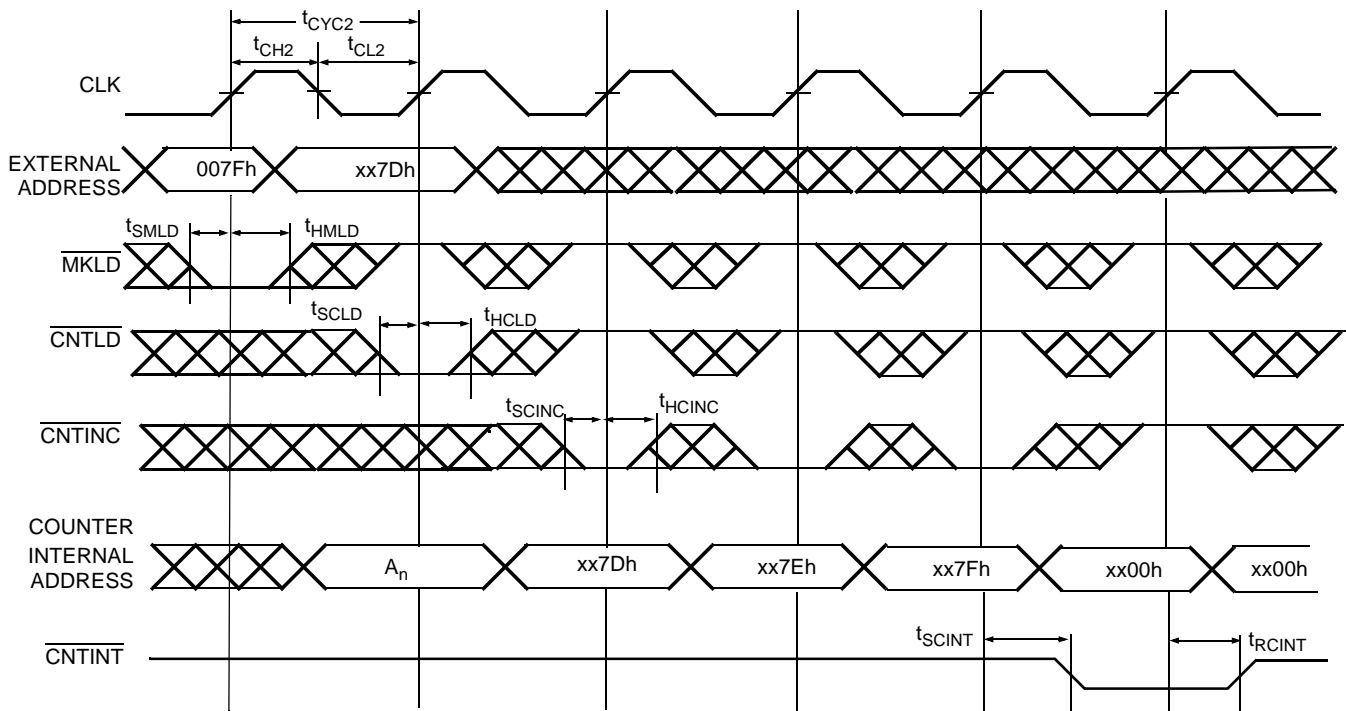 tCYC2
tCH2 tCL2
CLK
EXTERNAL
ADDRESS
007Fh xx7Dh
tSMLD tHMLD
MKLD
tSCLD tHCLD
CNTLD
tSCINC tHCINC
CNTINC
COUNTER
INTERNAL
ADDRESS
An xx7Dh xx7Eh xx7Fh xx00h xx00h
tSCINT tRCINT
CNTINT